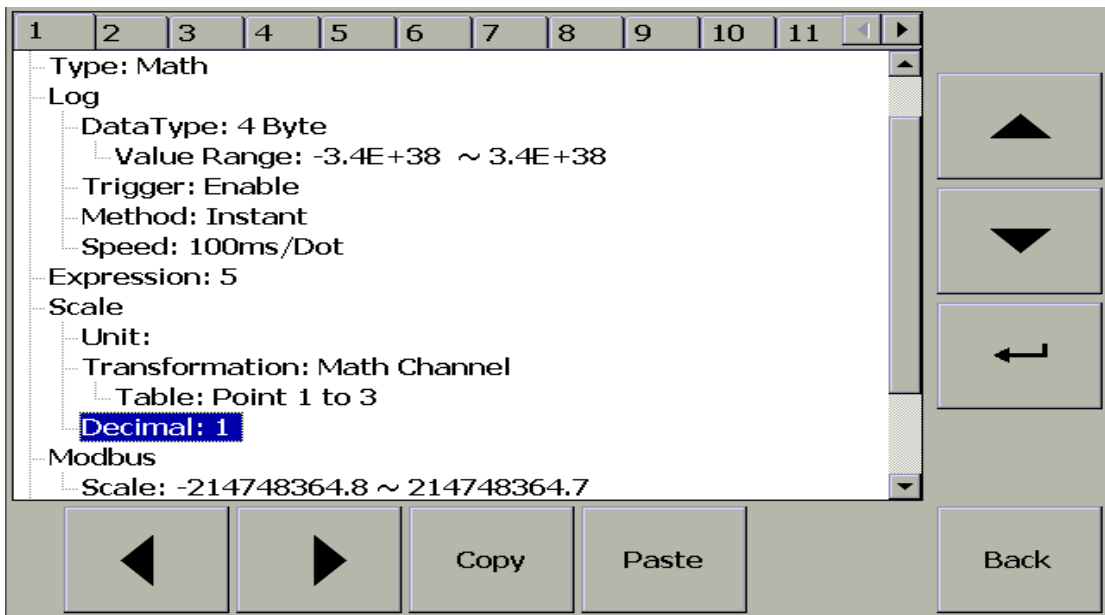 1 2 3 4 5 6 7 8 9 10 11
Type: Math
Log
DataType: 4 Byte
Value Range: -3.4E+38 ~ 3.4E+38
Trigger: Enable
Method: Instant
Speed: 100ms/Dot
Expression: 5
Scale
Unit:
Transformation: Math Channel
Table: Point 1 to 3
Decimal: 1
Modbus
Scale: -214748364.8 ~ 214748364.7
Copy Paste Back